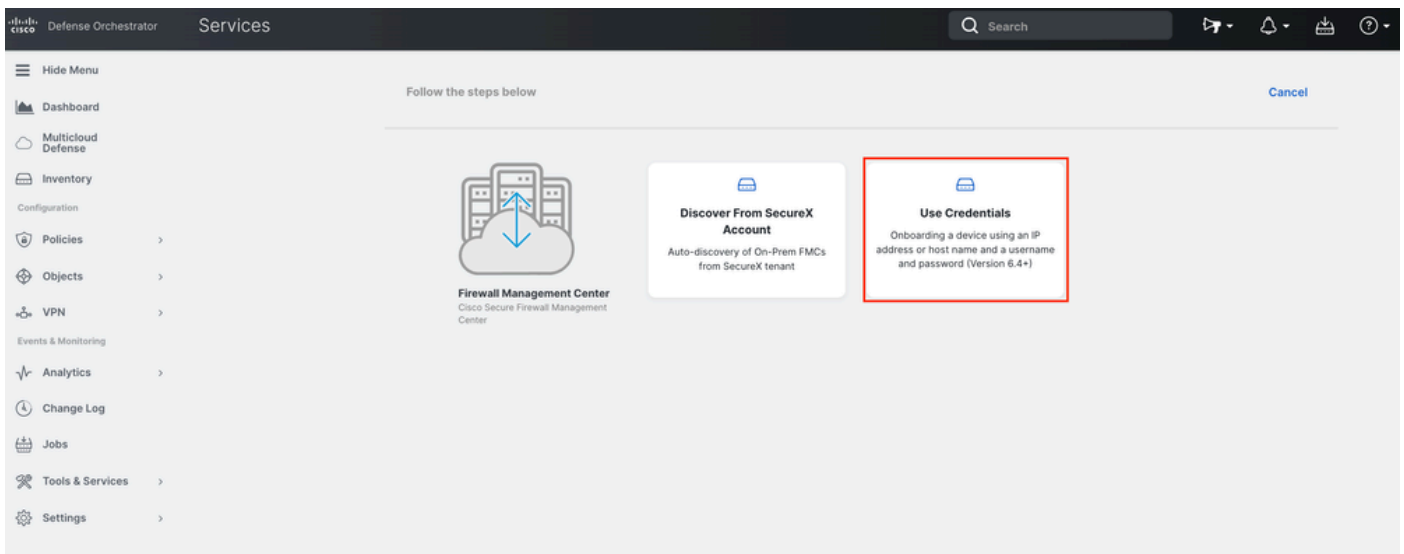 cisco Defense Orchestrator Services Search
Hide Menu
Dashboard
Multicloud
Defense
Inventory
Configuration
Policies
Objects
VPN
Events & Monitoring
Analytics
Change Log
Jobs
Tools & Services
Settings
Follow the steps below Cancel
Firewall Management Center
Cisco Secure Firewall Management
Center
Discover From SecureX
Account
Auto-discovery of On-Prem FMCs
from SecureX tenant
Use Credentials
Onboarding a device using an IP
address or host name and a username
and password (Version 6.4+)